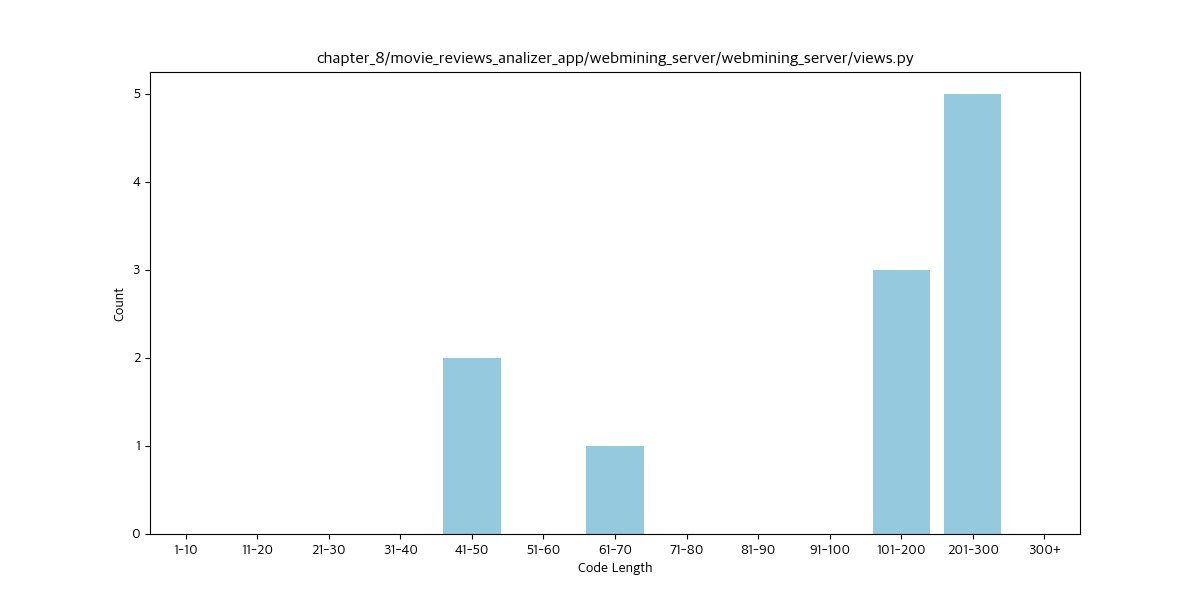 chapter_8/movie_reviews_analizer_app/webmining_server/webmining_server/views.py
5
4
3
2
1
0
Count
1-10 11-20 21-30 31-40 41-50 51-60 61-70 71-80 81-90 91-100 101-200 201-300 300+
Code Length